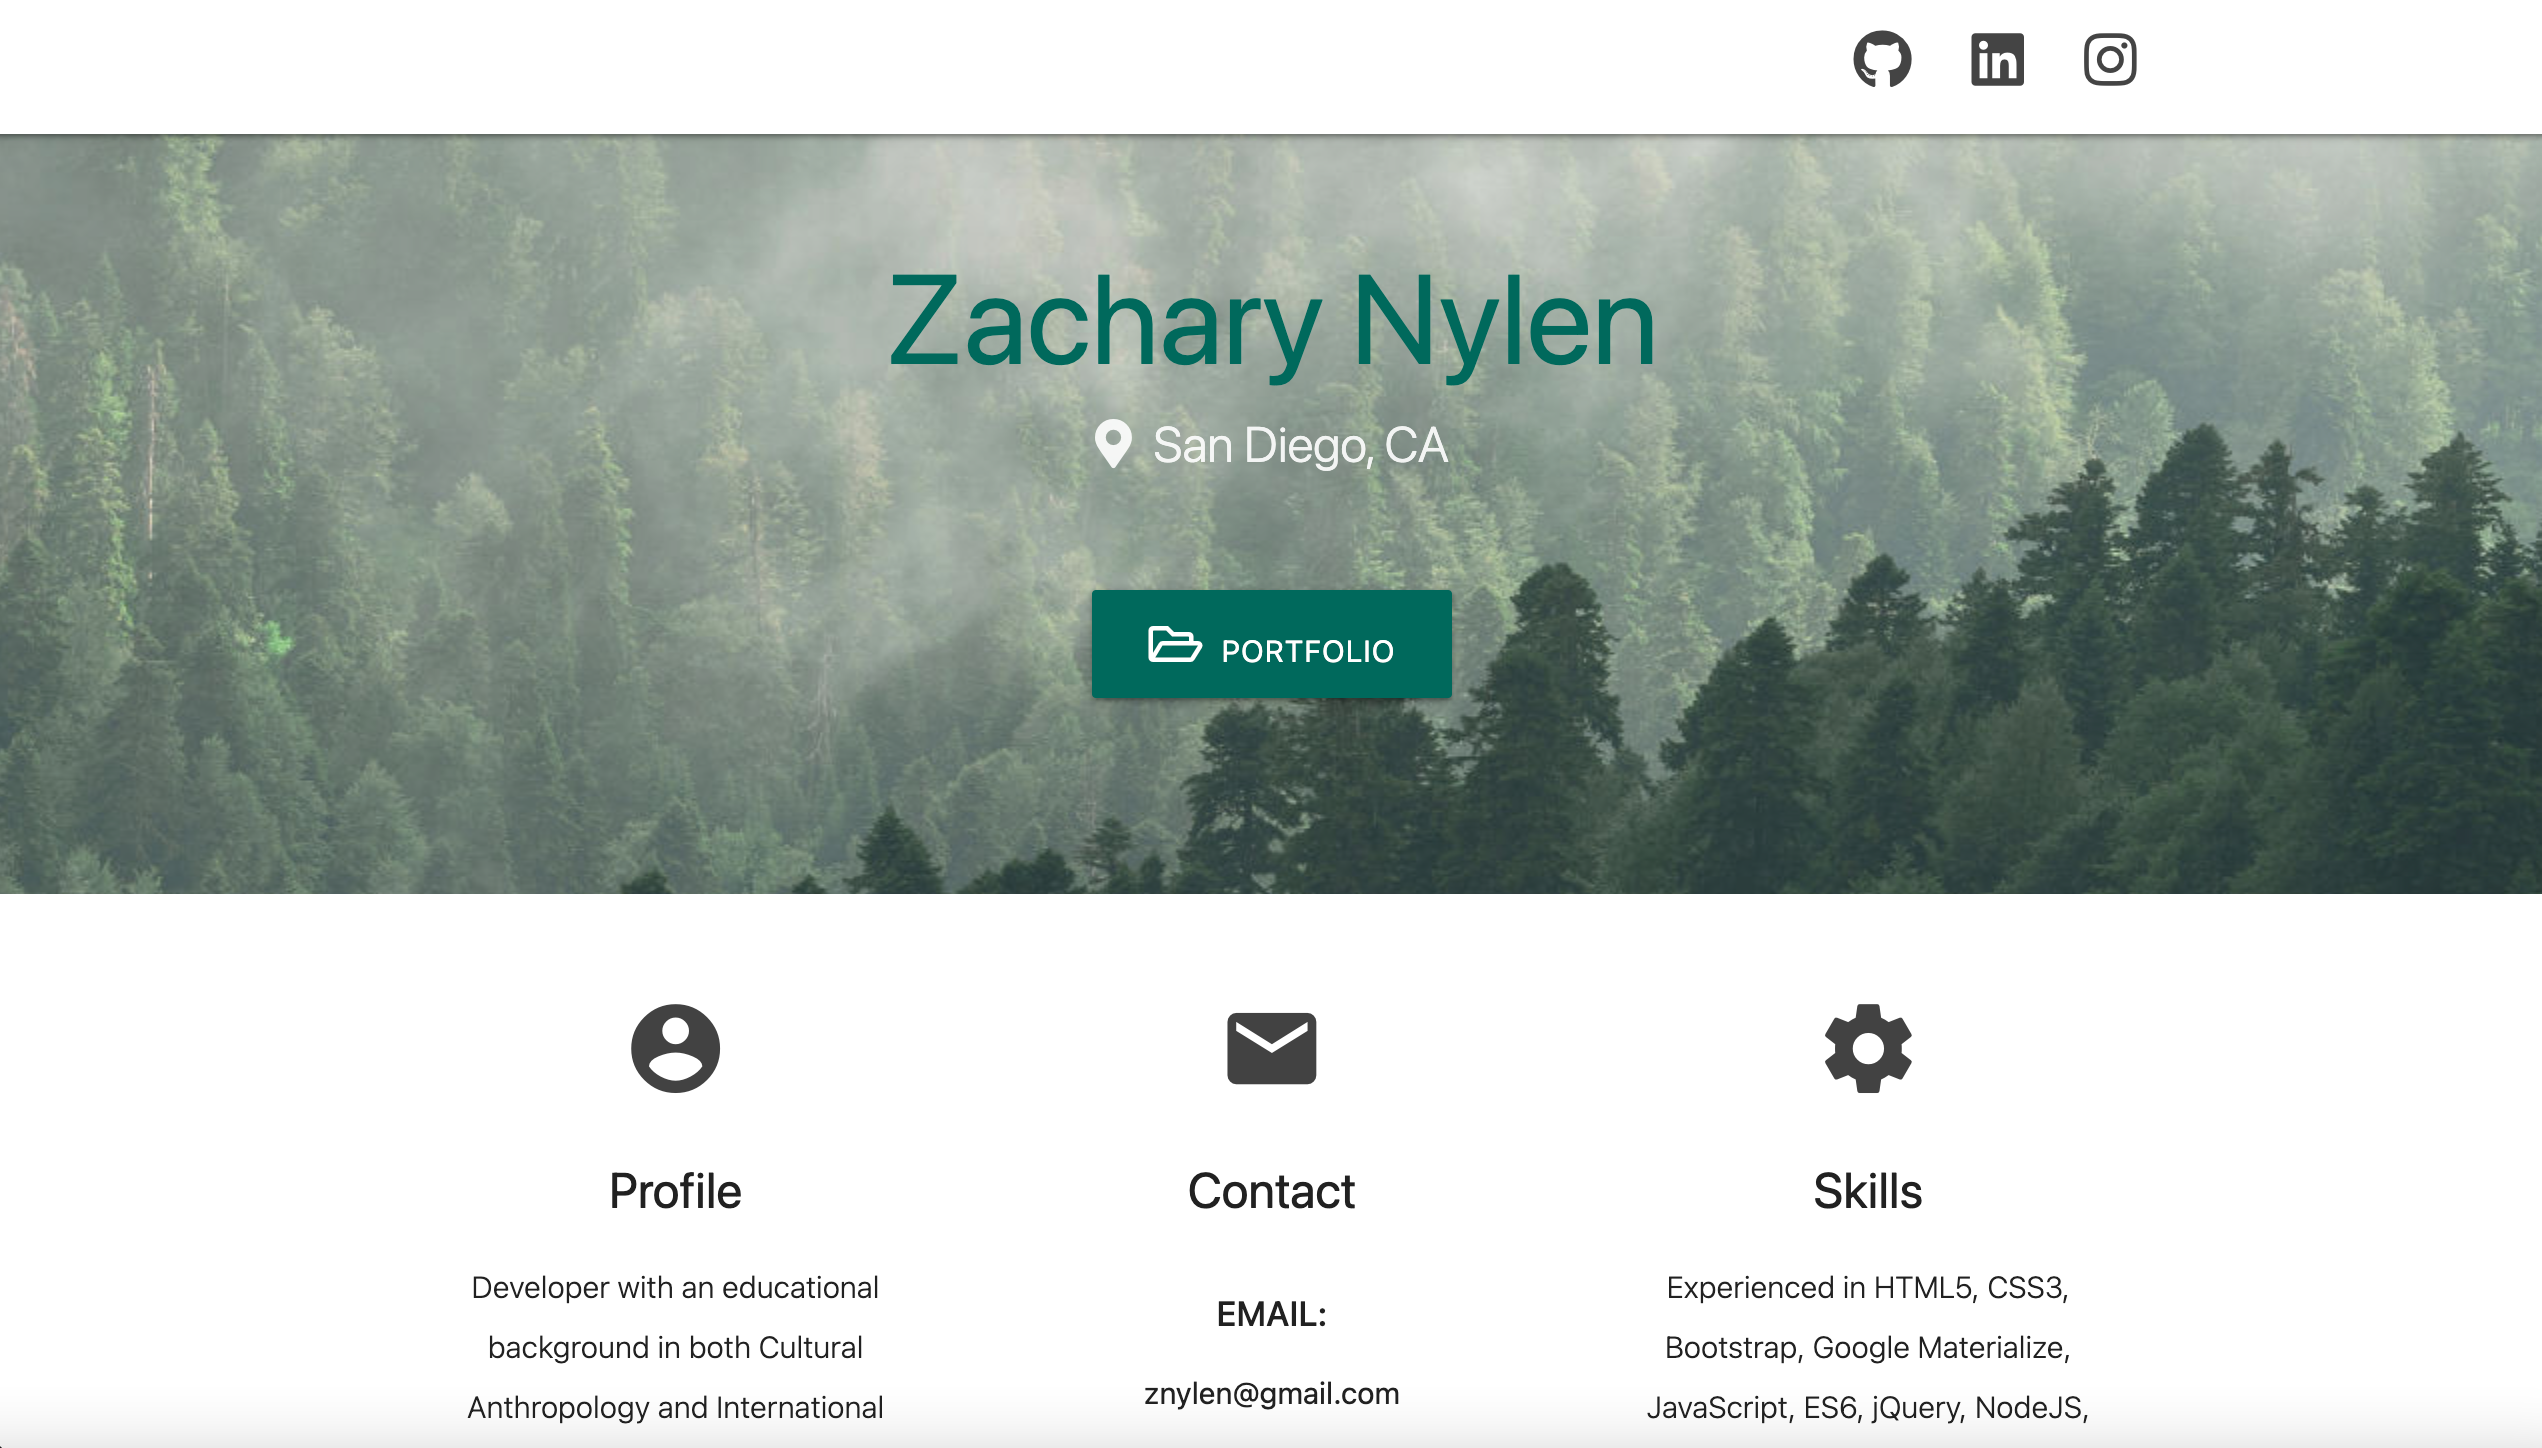 Zachary Nylen
San Diego, CA
PORTFOLIO
Profile
Developer with an educational
background in both Cultural
Anthropology and International
Contact
EMAIL:
znylen@gmail.com
Skills
Experienced in HTML5, CSS3,
Bootstrap, Google Materialize,
JavaScript, ES6, jQuery, NodeJS,